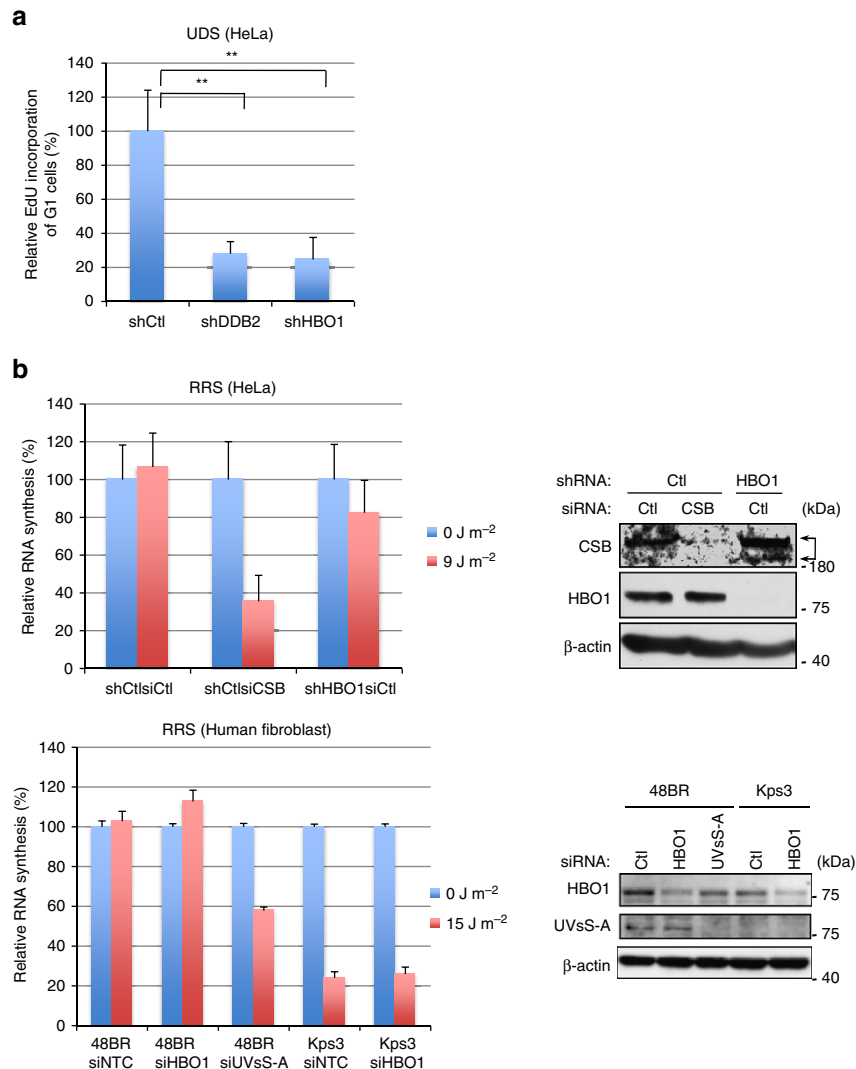 a
UDS (HeLa)
**
**
Relative EdU incorporation
of G1 cells (%)
140
120
100
80
60
40
20
0
shCtl shDDB2 shHBO1
b
RRS (HeLa)
Relative RNA synthesis (%)
140
120
100
80
60
40
20
0
0 J m⁻²
9 J m⁻²
shCtlsiCtl shCtlsiCSB shHBO1siCtl
shRNA: Ctl HBO1
siRNA: Ctl CSB Ctl (kDa)
CSB
- 180
HBO1
- 75
β-actin
- 40
RRS (Human fibroblast)
Relative RNA synthesis (%)
140
120
100
80
60
40
20
0
0 J m⁻²
15 J m⁻²
48BR siNTC
48BR siHBO1
48BR siUVsS-A
Kps3 siNTC
Kps3 siHBO1
48BR Kps3
siRNA: Ctl HBO1 UVsS-A Ctl HBO1 (kDa)
HBO1
- 75
UVsS-A
- 75
β-actin
- 40